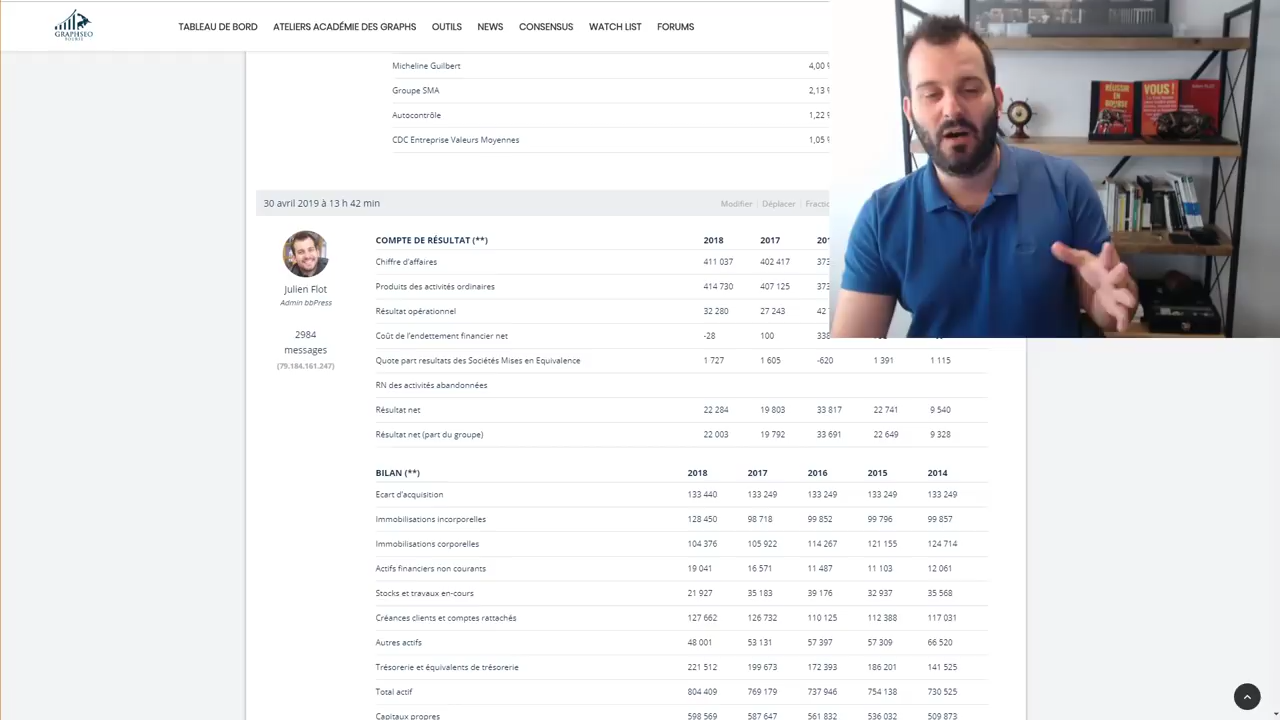 GRAPHSEO
BOURSE
TABLEAU DE BORD ATELIERS ACADÉMIE DES GRAPHS OUTILS NEWS CONSENSUS WATCH LIST FORUMS
Micheline Guilbert 4,00 %
Groupe SMA 2,13 %
Autocontrôle 1,22 %
CDC Entreprise Valeurs Moyennes 1,05 %
30 avril 2019 à 13 h 42 min Modifier | Déplacer | Fractio
Julien Flot
Admin bbPress
2984
messages
(79.184.161.247)
COMPTE DE RÉSULTAT (**) 2018 2017 20
Chiffre d'affaires 411 037 402 417 373
Produits des activités ordinaires 414 730 407 125 373
Résultat opérationnel 32 280 27 243 42
Coût de l'endettement financier net -28 100 338
Quote part resultats des Sociétés Mises en Equivalence 1 727 1 605 -620 1 391 1 115
RN des activités abandonnées
Résultat net 22 284 19 803 33 817 22 741 9 540
Résultat net (part du groupe) 22 003 19 792 33 691 22 649 9 328
BILAN (**) 2018 2017 2016 2015 2014
Ecart d'acquisition 133 440 133 249 133 249 133 249 133 249
Immobilisations incorporelles 128 450 98 718 99 852 99 796 99 857
Immobilisations corporelles 104 376 105 922 114 267 121 155 124 714
Actifs financiers non courants 19 041 16 571 11 487 11 103 12 061
Stocks et travaux en-cours 21 927 35 183 39 176 32 937 35 568
Créances clients et comptes rattachés 127 662 126 732 110 125 112 388 117 031
Autres actifs 48 001 53 131 57 397 57 309 66 520
Trésorerie et équivalents de trésorerie 221 512 199 673 172 393 186 201 141 525
Total actif 804 409 769 179 737 946 754 138 730 525
Capitaux propres 598 569 587 647 561 832 536 032 509 873
RÉUSSIR
EN
BOURSE
VOUS !